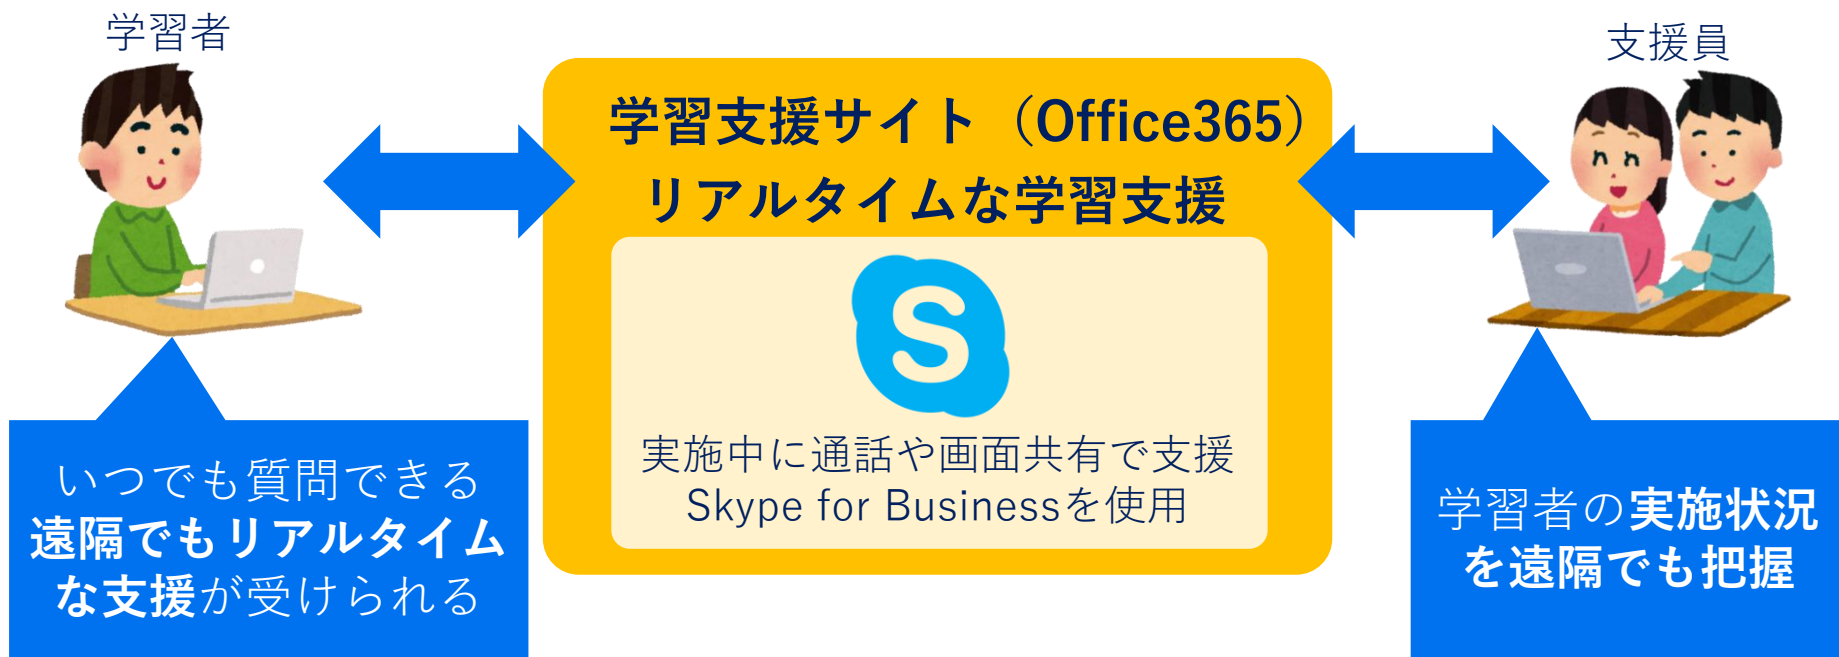 学習者
支援員
学習支援サイト（Office365）
リアルタイムな学習支援
S
実施中に通話や画面共有で支援
Skype for Businessを使用
いつでも質問できる
遠隔でもリアルタイム
な支援が受けられる
学習者の実施状況
を遠隔でも把握